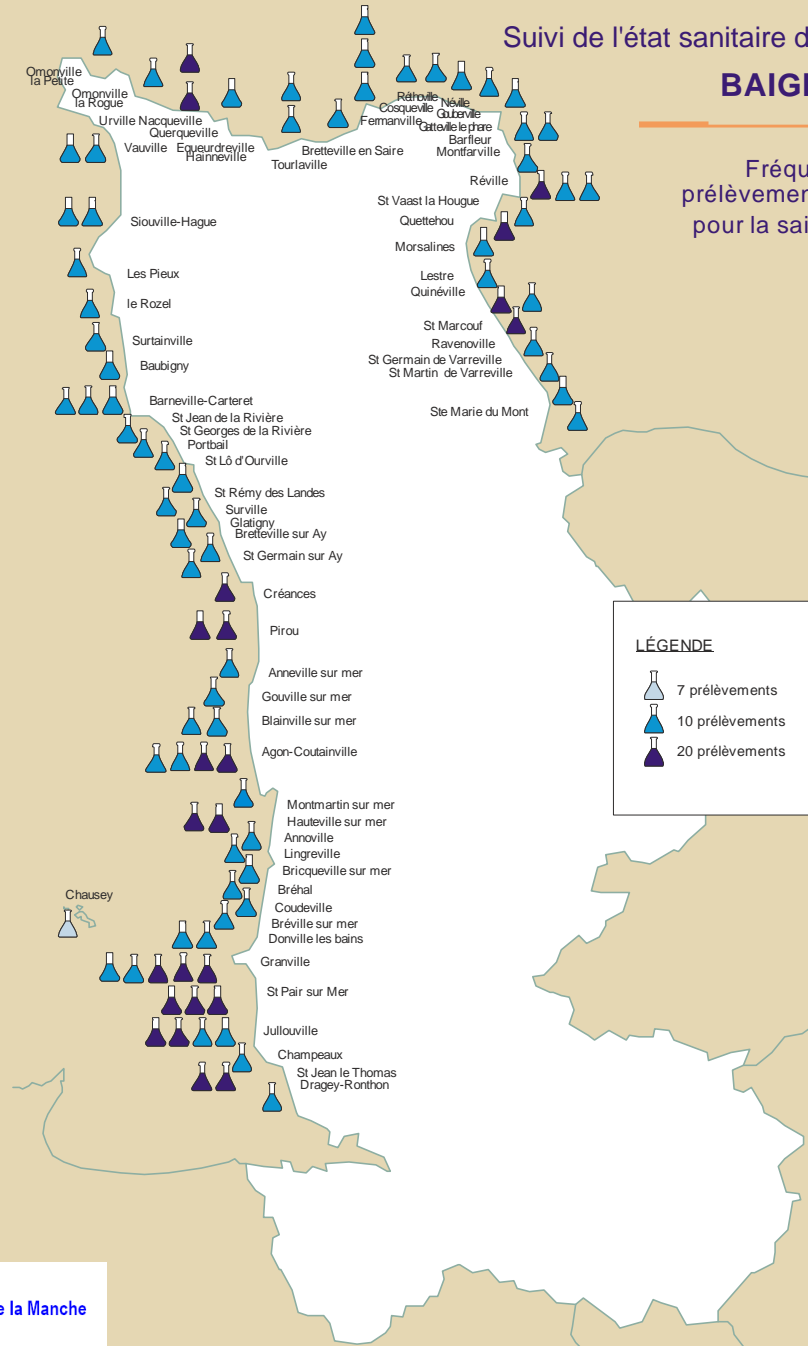 Suivi de l'état sanitaire d
BAIG
Fréqu
prélèvemen
pour la sai
Omonville
la Petite
Omonville
la Rogue
Urville Nacqueville
Querqueville
Vauville
Equeurdreville
Hainneville
Tourlaville
Bretteville en Saire
Fermanville
Cosqueville
Réthoville
Néville
Gouberville
Gatteville le phare
Barfleur
Montfarville
Réville
St Vaast la Hougue
Quettehou
Morsalines
Lestre
Quinéville
St Marcouf
Ravenoville
St Germain de Varreville
St Martin de Varreville
Ste Marie du Mont
Siouville-Hague
Les Pieux
le Rozel
Surtainville
Baubigny
Barneville-Carteret
St Jean de la Rivière
St Georges de la Rivière
Portbail
St Lô d'Ourville
St Rémy des Landes
Surville
Glatigny
Bretteville sur Ay
St Germain sur Ay
Créances
Pirou
Anneville sur mer
Gouville sur mer
Blainville sur mer
Agon-Coutainville
Montmartin sur mer
Hauteville sur mer
Annoville
Lingreville
Bricqueville sur mer
Bréhal
Coudeville
Bréville sur mer
Donville les bains
Chausey
Granville
St Pair sur Mer
Jullouville
Champeaux
St Jean le Thomas
Dragey-Ronthon
LÉGENDE
7 prélèvements
10 prélèvements
20 prélèvements
e la Manche